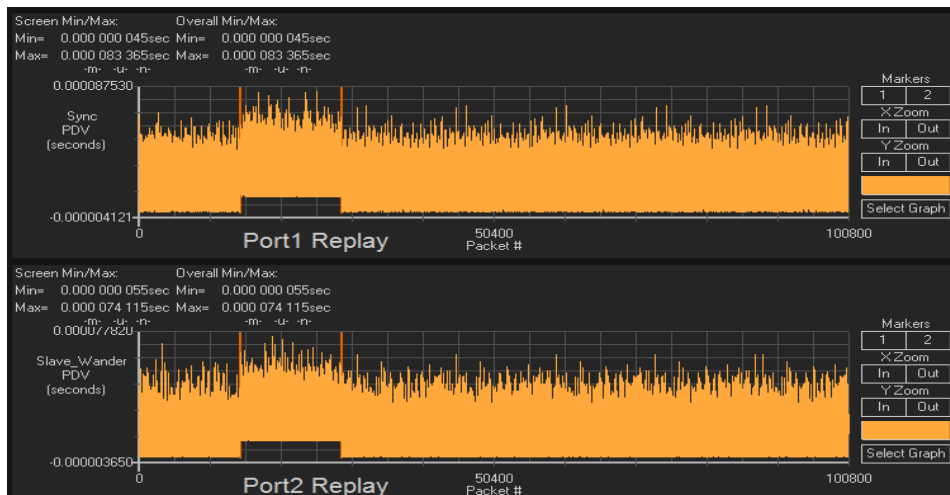 Screen Min/Max: Overall Min/Max:
Min= 0.000 000 045sec Min= 0.000 000 045sec
Max= 0.000 083 365sec Max= 0.000 083 365sec
-m- -u- -n- -m- -u- -n-
0.000087530
Sync
PDV
(seconds)
-0.000004121
0 50400 100800
Port1 Replay
Packet #
Markers
1 2
X Zoom
In Out
Y Zoom
In Out
Select Graph
Screen Min/Max: Overall Min/Max:
Min= 0.000 000 055sec Min= 0.000 000 055sec
Max= 0.000 074 115sec Max= 0.000 074 115sec
-m- -u- -n- -m- -u- -n-
0.000077820
Slave_Wander
PDV
(seconds)
-0.000003650
0 50400 100800
Port2 Replay
Packet #
Markers
1 2
X Zoom
In Out
Y Zoom
In Out
Select Graph